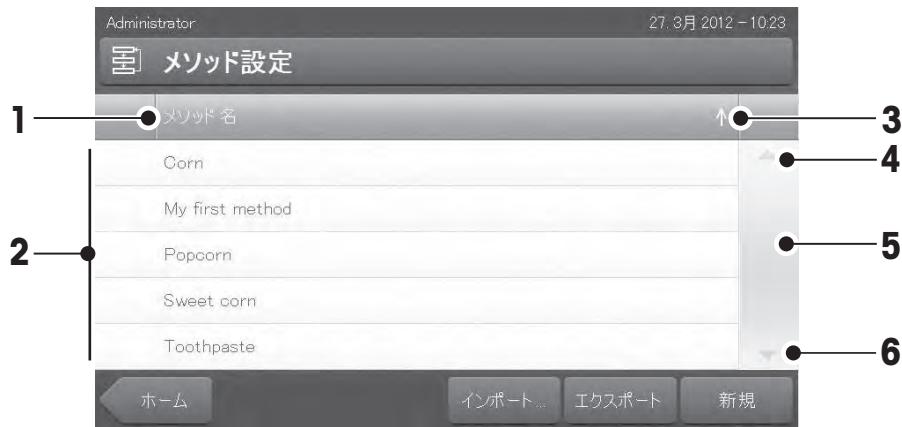 Administrator 27. 3月 2012 - 10:23
メソッド設定
1 メソッド 名 3
Corn 4
My first method
2 Popcorn 5
Sweet corn
Toothpaste 6
ホーム インポート... エクスポート 新規